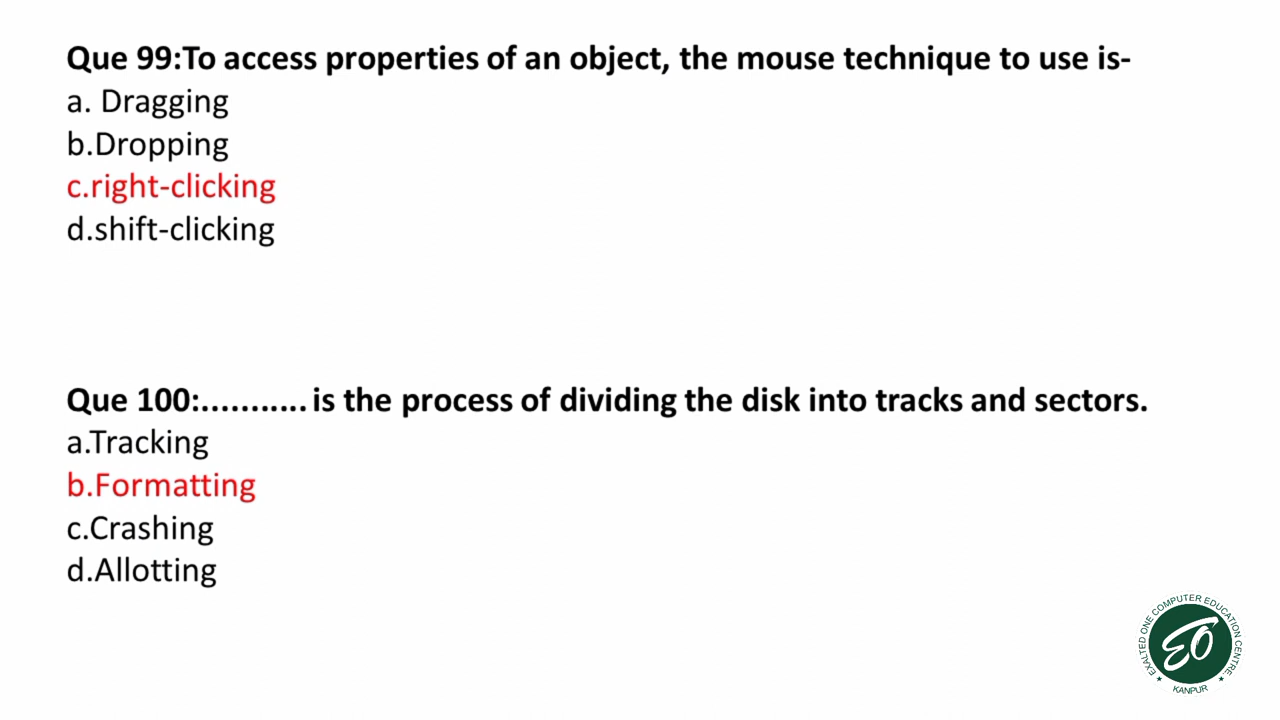 Que 99:To access properties of an object, the mouse technique to use is-
a. Dragging
b.Dropping
c.right-clicking
d.shift-clicking
Que 100:........... is the process of dividing the disk into tracks and sectors.
a.Tracking
b.Formatting
c.Crashing
d.Allotting
EXALTED ONE COMPUTER EDUCATION CENTRE,
EO
KANPUR